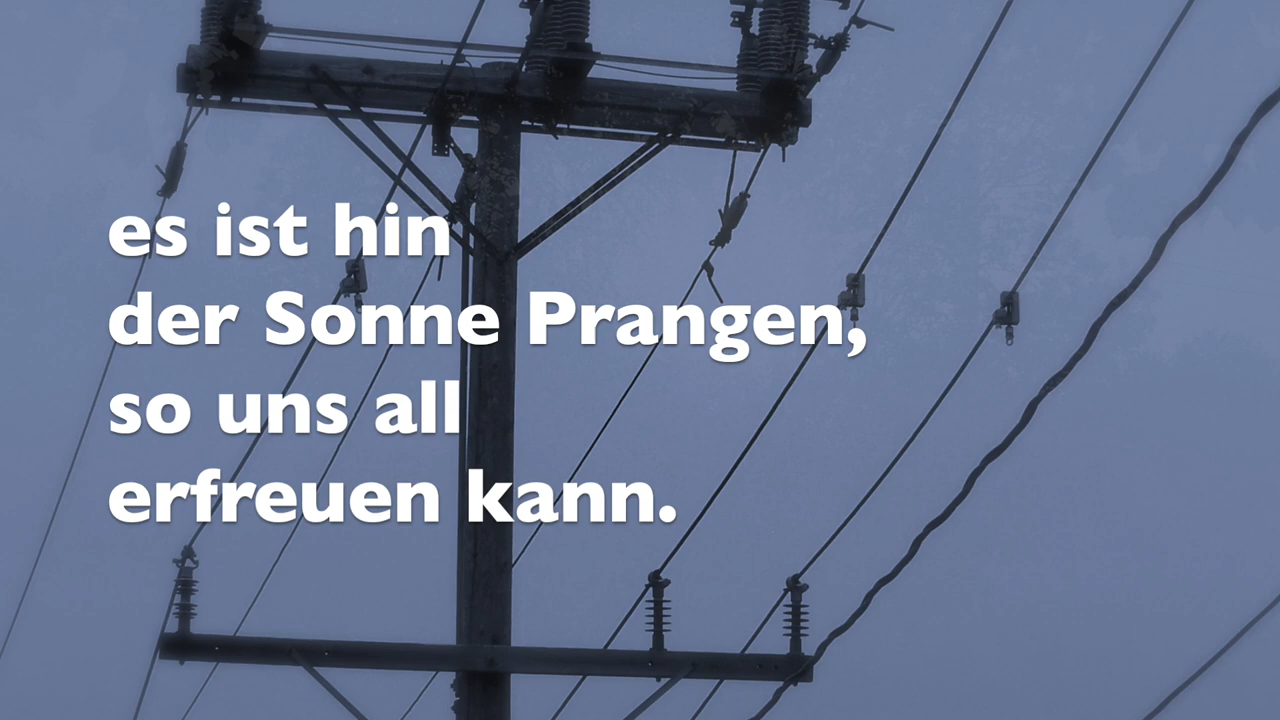 es ist hin
der Sonne Prangen,
so uns all
erfreuen kann.